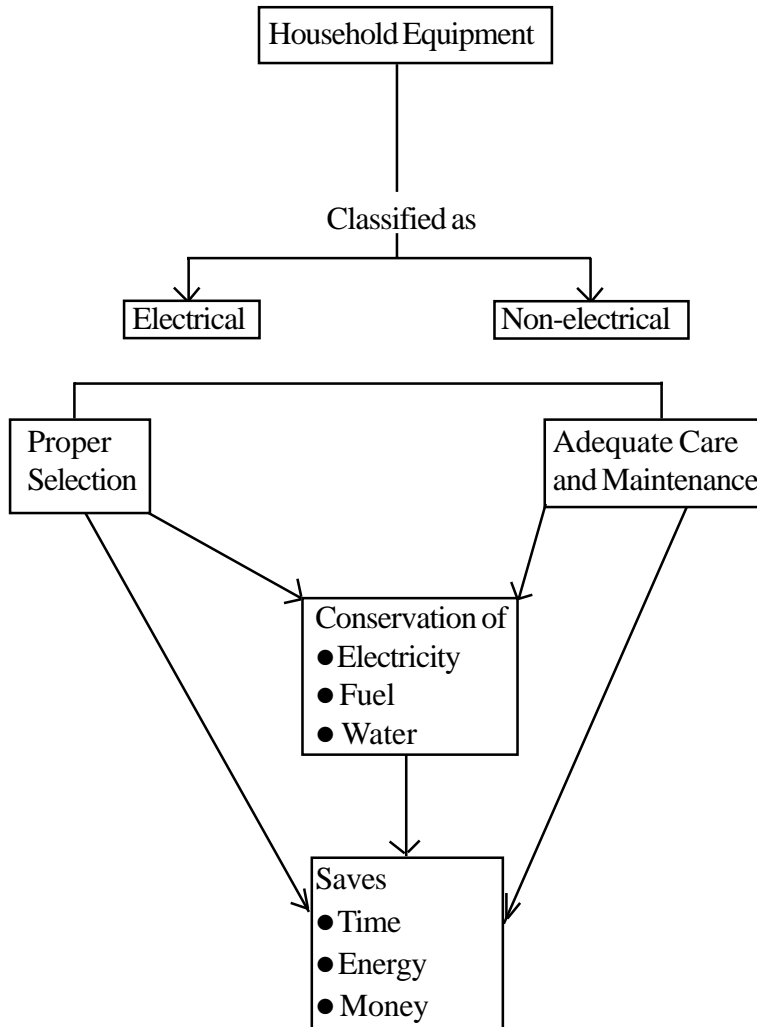 Household Equipment
Classified as
Electrical
Non-electrical
Proper
Selection
Adequate Care
and Maintenance
Conservation of
● Electricity
● Fuel
● Water
Saves
● Time
● Energy
● Money